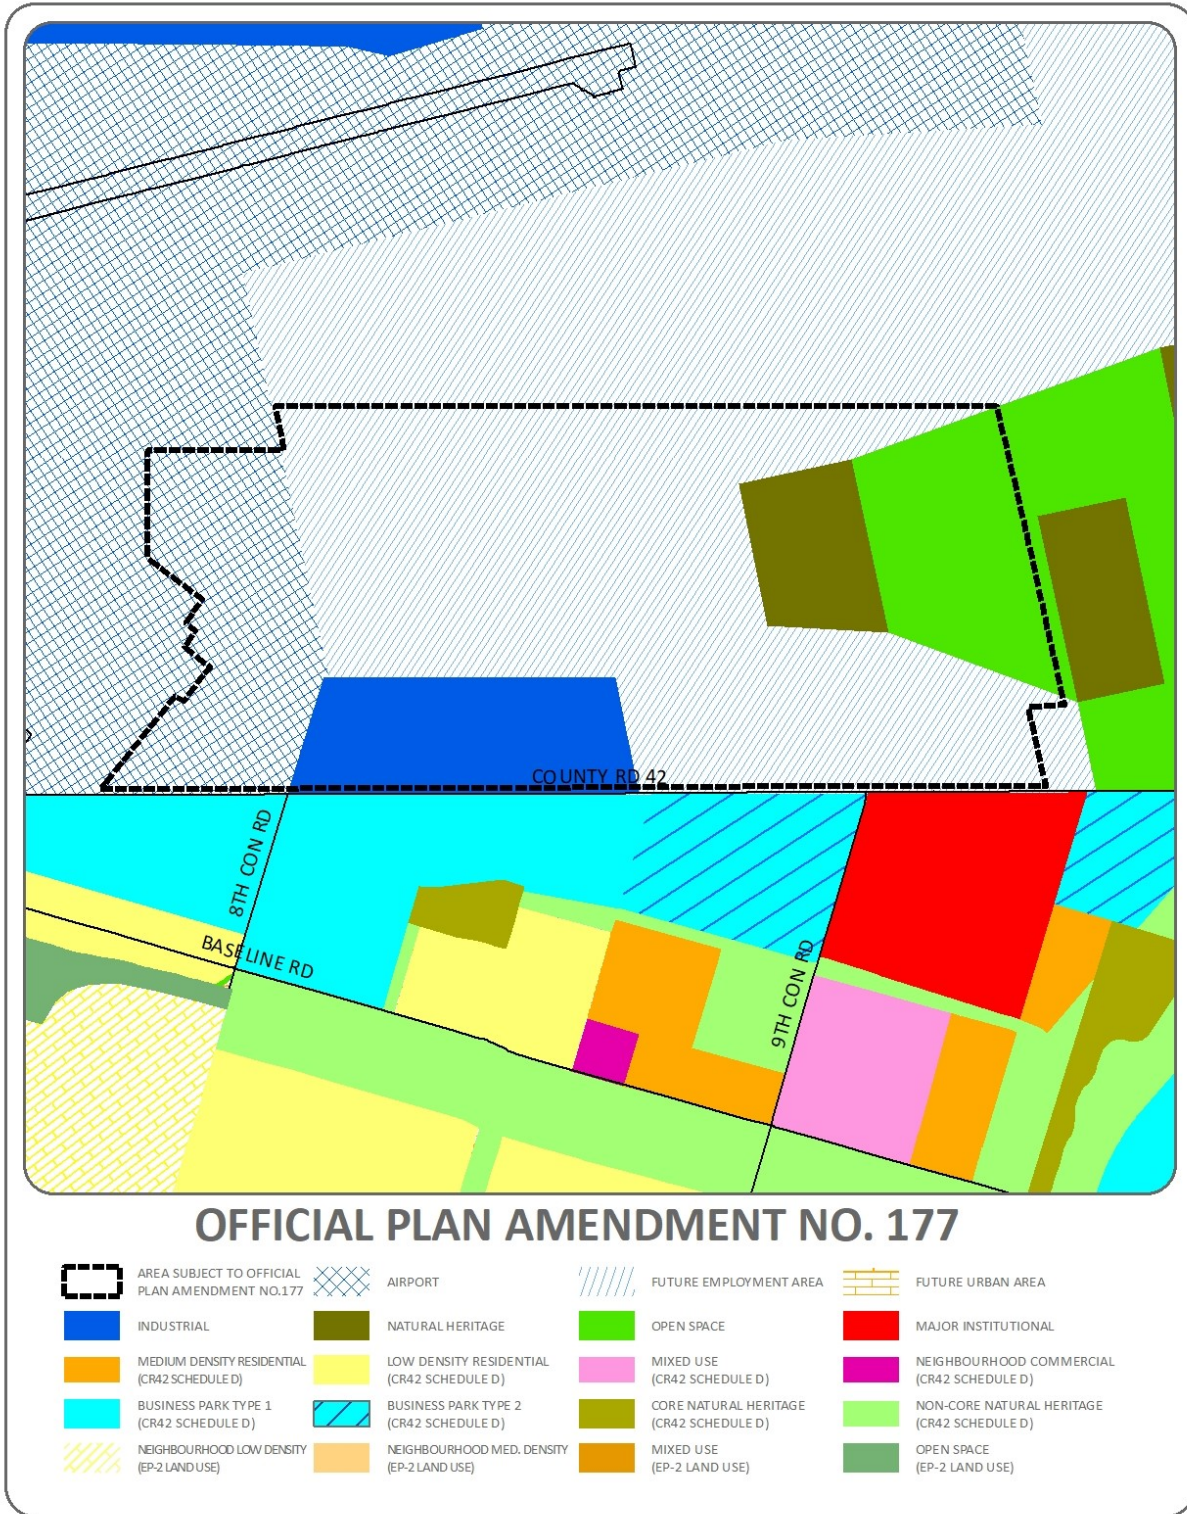 COUNTY RD 42
8TH CON RD
BASELINE RD
9TH CON RD
OFFICIAL PLAN AMENDMENT NO. 177
AREA SUBJECT TO OFFICIAL
PLAN AMENDMENT NO.177
AIRPORT
FUTURE EMPLOYMENT AREA
FUTURE URBAN AREA
INDUSTRIAL
NATURAL HERITAGE
OPEN SPACE
MAJOR INSTITUTIONAL
MEDIUM DENSITY RESIDENTIAL
(CR42 SCHEDULE D)
LOW DENSITY RESIDENTIAL
(CR42 SCHEDULE D)
MIXED USE
(CR42 SCHEDULE D)
NEIGHBOURHOOD COMMERCIAL
(CR42 SCHEDULE D)
BUSINESS PARK TYPE 1
(CR42 SCHEDULE D)
BUSINESS PARK TYPE 2
(CR42 SCHEDULE D)
CORE NATURAL HERITAGE
(CR42 SCHEDULE D)
NON-CORE NATURAL HERITAGE
(CR42 SCHEDULE D)
NEIGHBOURHOOD LOW DENSITY
(EP-2 LAND USE)
NEIGHBOURHOOD MED. DENSITY
(EP-2 LAND USE)
MIXED USE
(EP-2 LAND USE)
OPEN SPACE
(EP-2 LAND USE)